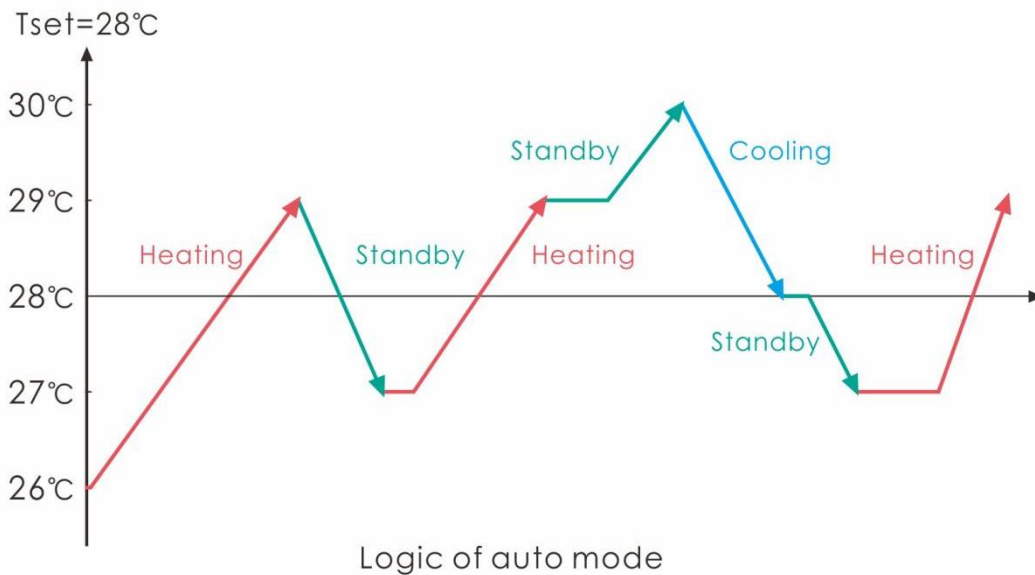 Tset=28℃
30℃
Standby
Cooling
29℃
Heating
Standby
Heating
Heating
28℃
Standby
27℃
26℃
Logic of auto mode